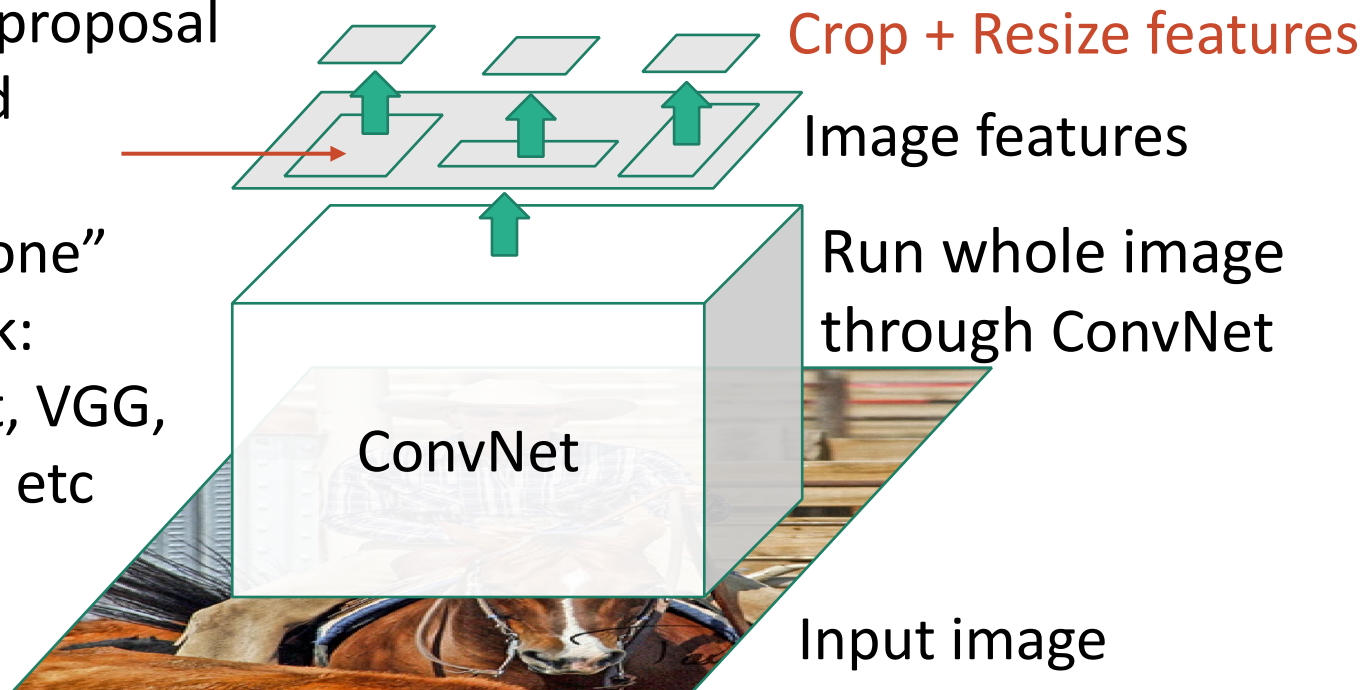 proposal
Crop + Resize features
Image features
one”
Run whole image
k:
through ConvNet
t, VGG,
ConvNet
etc
Input image